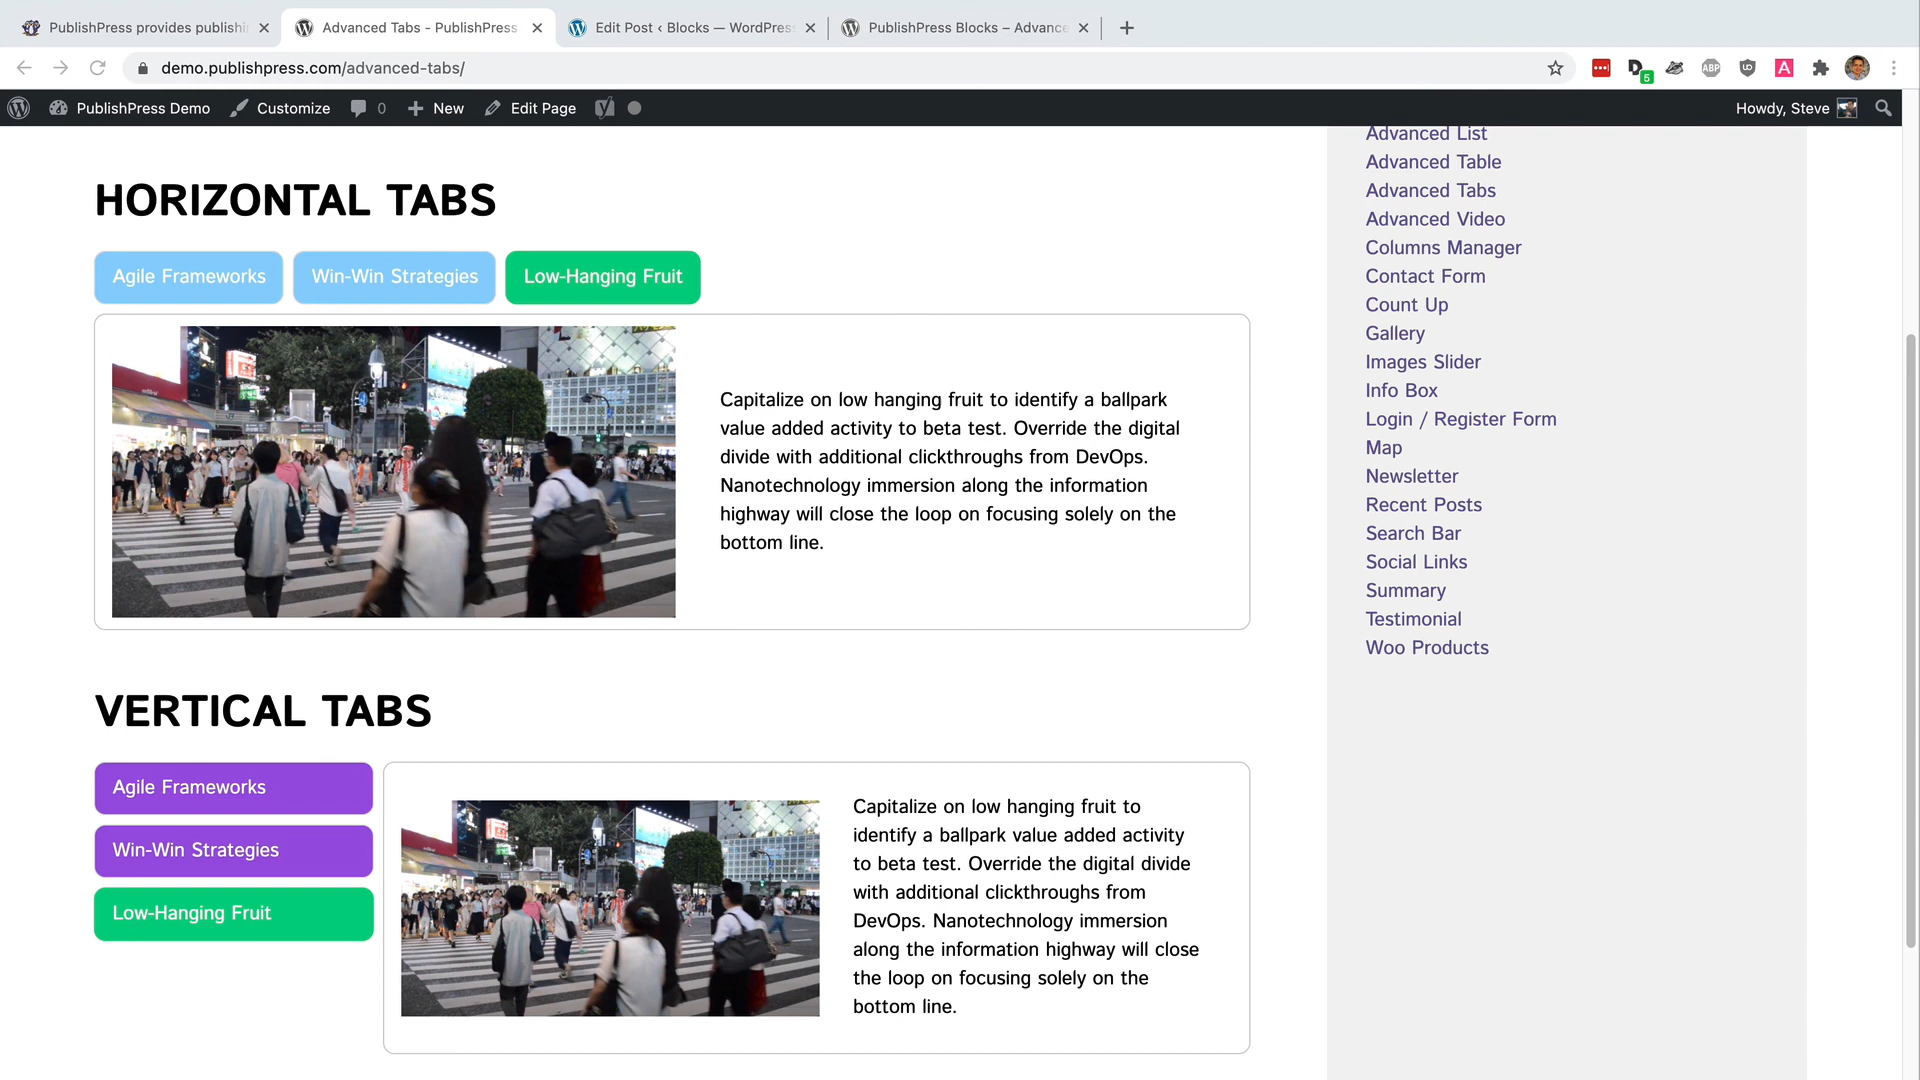 PublishPress provides publishi
Advanced Tabs - PublishPress
Edit Post ‹ Blocks — WordPres
PublishPress Blocks – Advance
demo.publishpress.com/advanced-tabs/
5
ABP
A
PublishPress Demo
Customize
0
New
Edit Page
Howdy, Steve
HORIZONTAL TABS
Agile Frameworks
Win-Win Strategies
Low-Hanging Fruit
Capitalize on low hanging fruit to identify a ballpark
value added activity to beta test. Override the digital
divide with additional clickthroughs from DevOps.
Nanotechnology immersion along the information
highway will close the loop on focusing solely on the
bottom line.
VERTICAL TABS
Agile Frameworks
Win-Win Strategies
Low-Hanging Fruit
Capitalize on low hanging fruit to
identify a ballpark value added activity
to beta test. Override the digital divide
with additional clickthroughs from
DevOps. Nanotechnology immersion
along the information highway will close
the loop on focusing solely on the
bottom line.
Advanced List
Advanced Table
Advanced Tabs
Advanced Video
Columns Manager
Contact Form
Count Up
Gallery
Images Slider
Info Box
Login / Register Form
Map
Newsletter
Recent Posts
Search Bar
Social Links
Summary
Testimonial
Woo Products